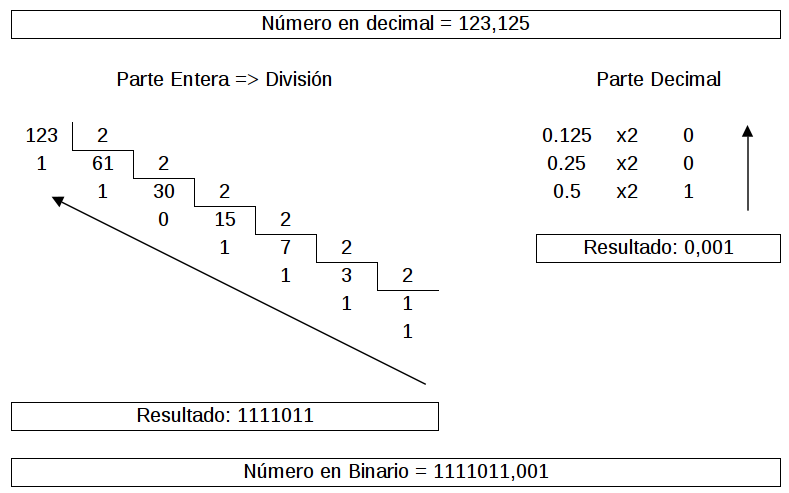 Número en decimal = 123,125
Parte Entera => División
Parte Decimal
123 2
1 61 2
1 30 2
0 15 2
1 7 2
1 3 2
1 1
1
0.125 x2 0
0.25 x2 0
0.5 x2 1
Resultado: 0,001
Resultado: 1111011
Número en Binario = 1111011,001